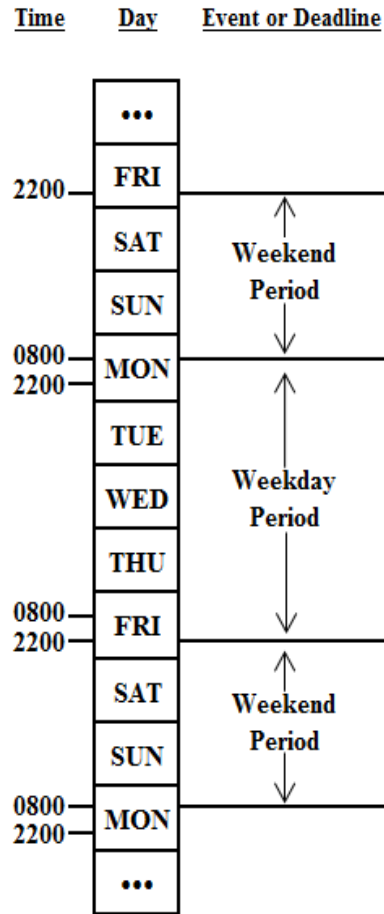 Time Day Event or Deadline
•••
FRI
2200
SAT
Weekend
Period
SUN
0800
MON
2200
TUE
WED
Weekday
Period
THU
0800
FRI
2200
SAT
Weekend
Period
SUN
0800
MON
2200
•••